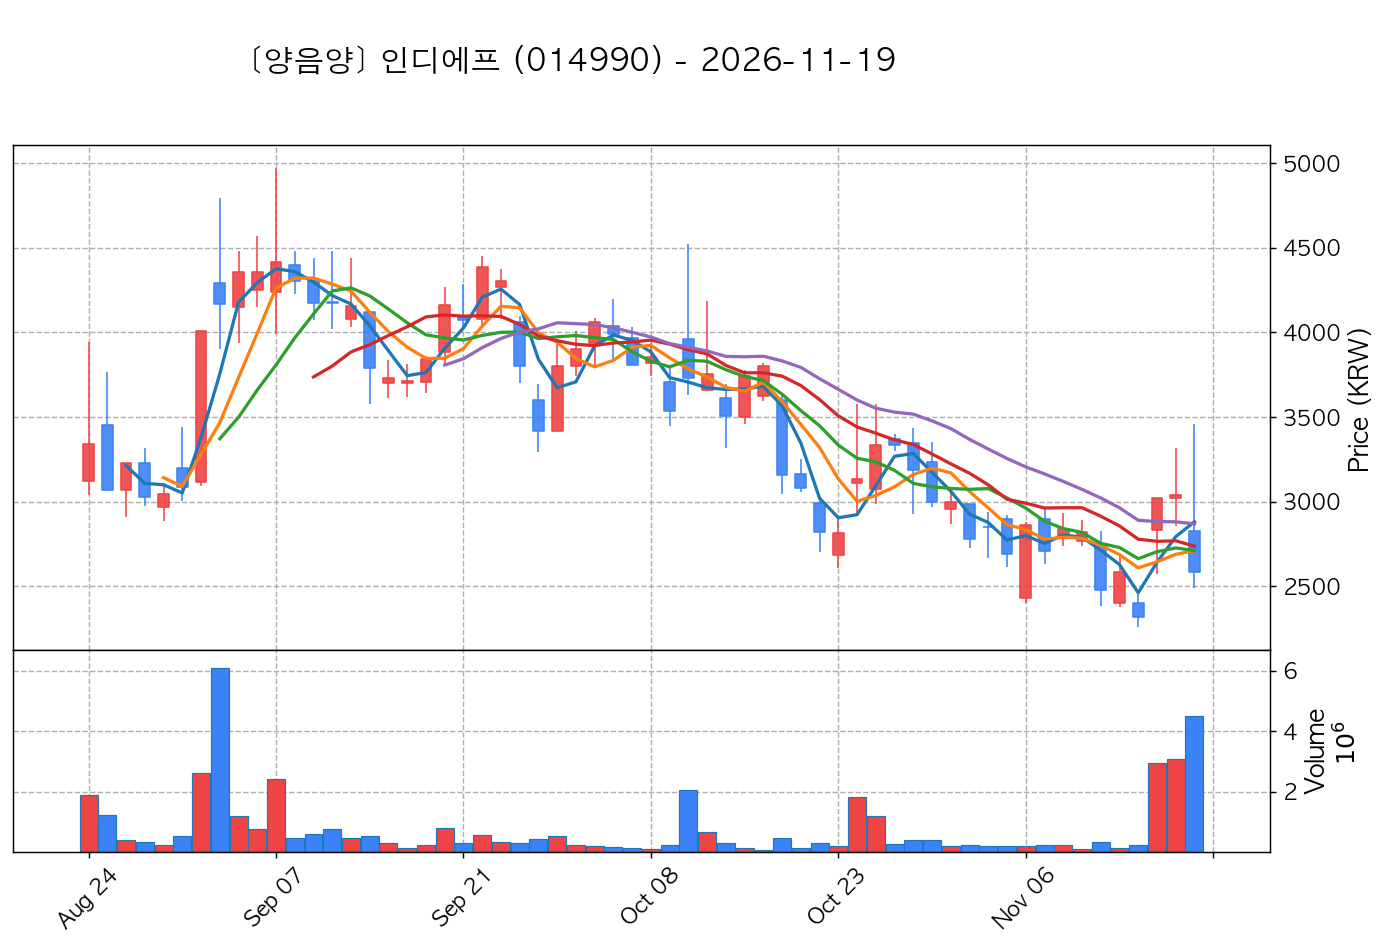 〔양음양〕 인디에프 (014990) - 2026-11-19
5000
4500
4000
3500
3000
2500
Price (KRW)
6
4
2
Volume
10⁶
Aug 24
Sep 07
Sep 21
Oct 08
Oct 23
Nov 06